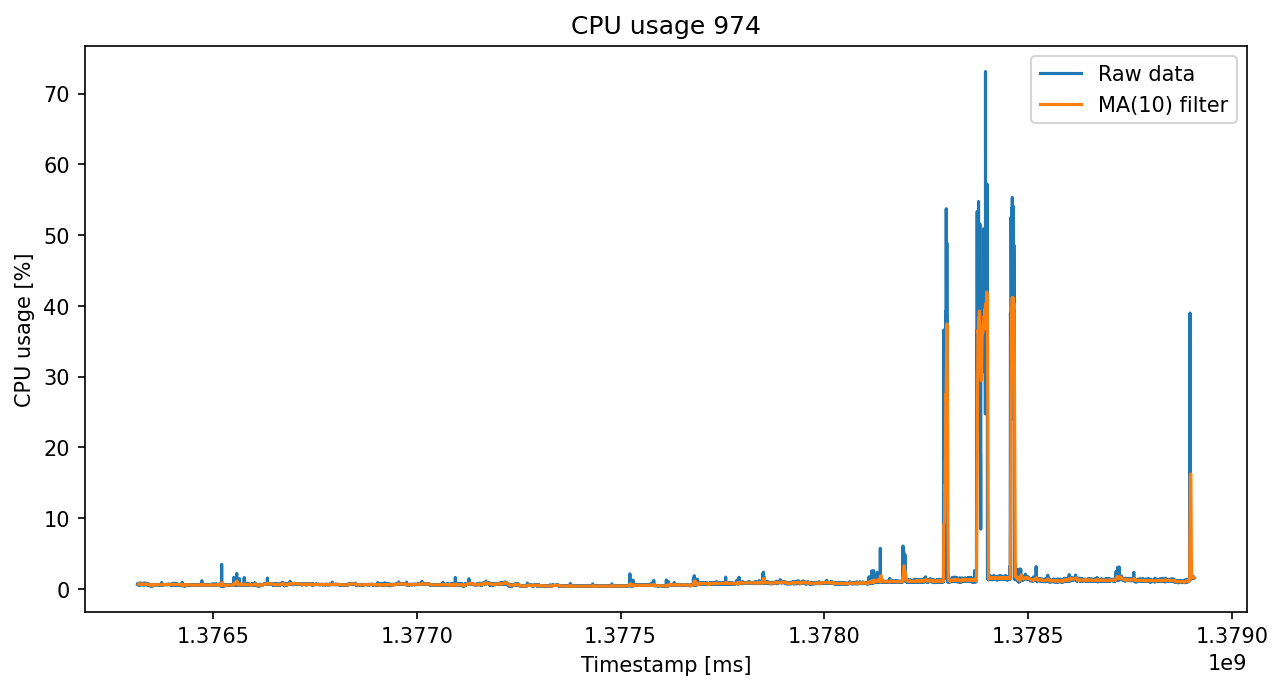 CPU usage 974
Raw data
MA(10) filter
CPU usage [%]
70
60
50
40
30
20
10
0
1.3765 1.3770 1.3775 1.3780 1.3785 1.3790
1e9
Timestamp [ms]